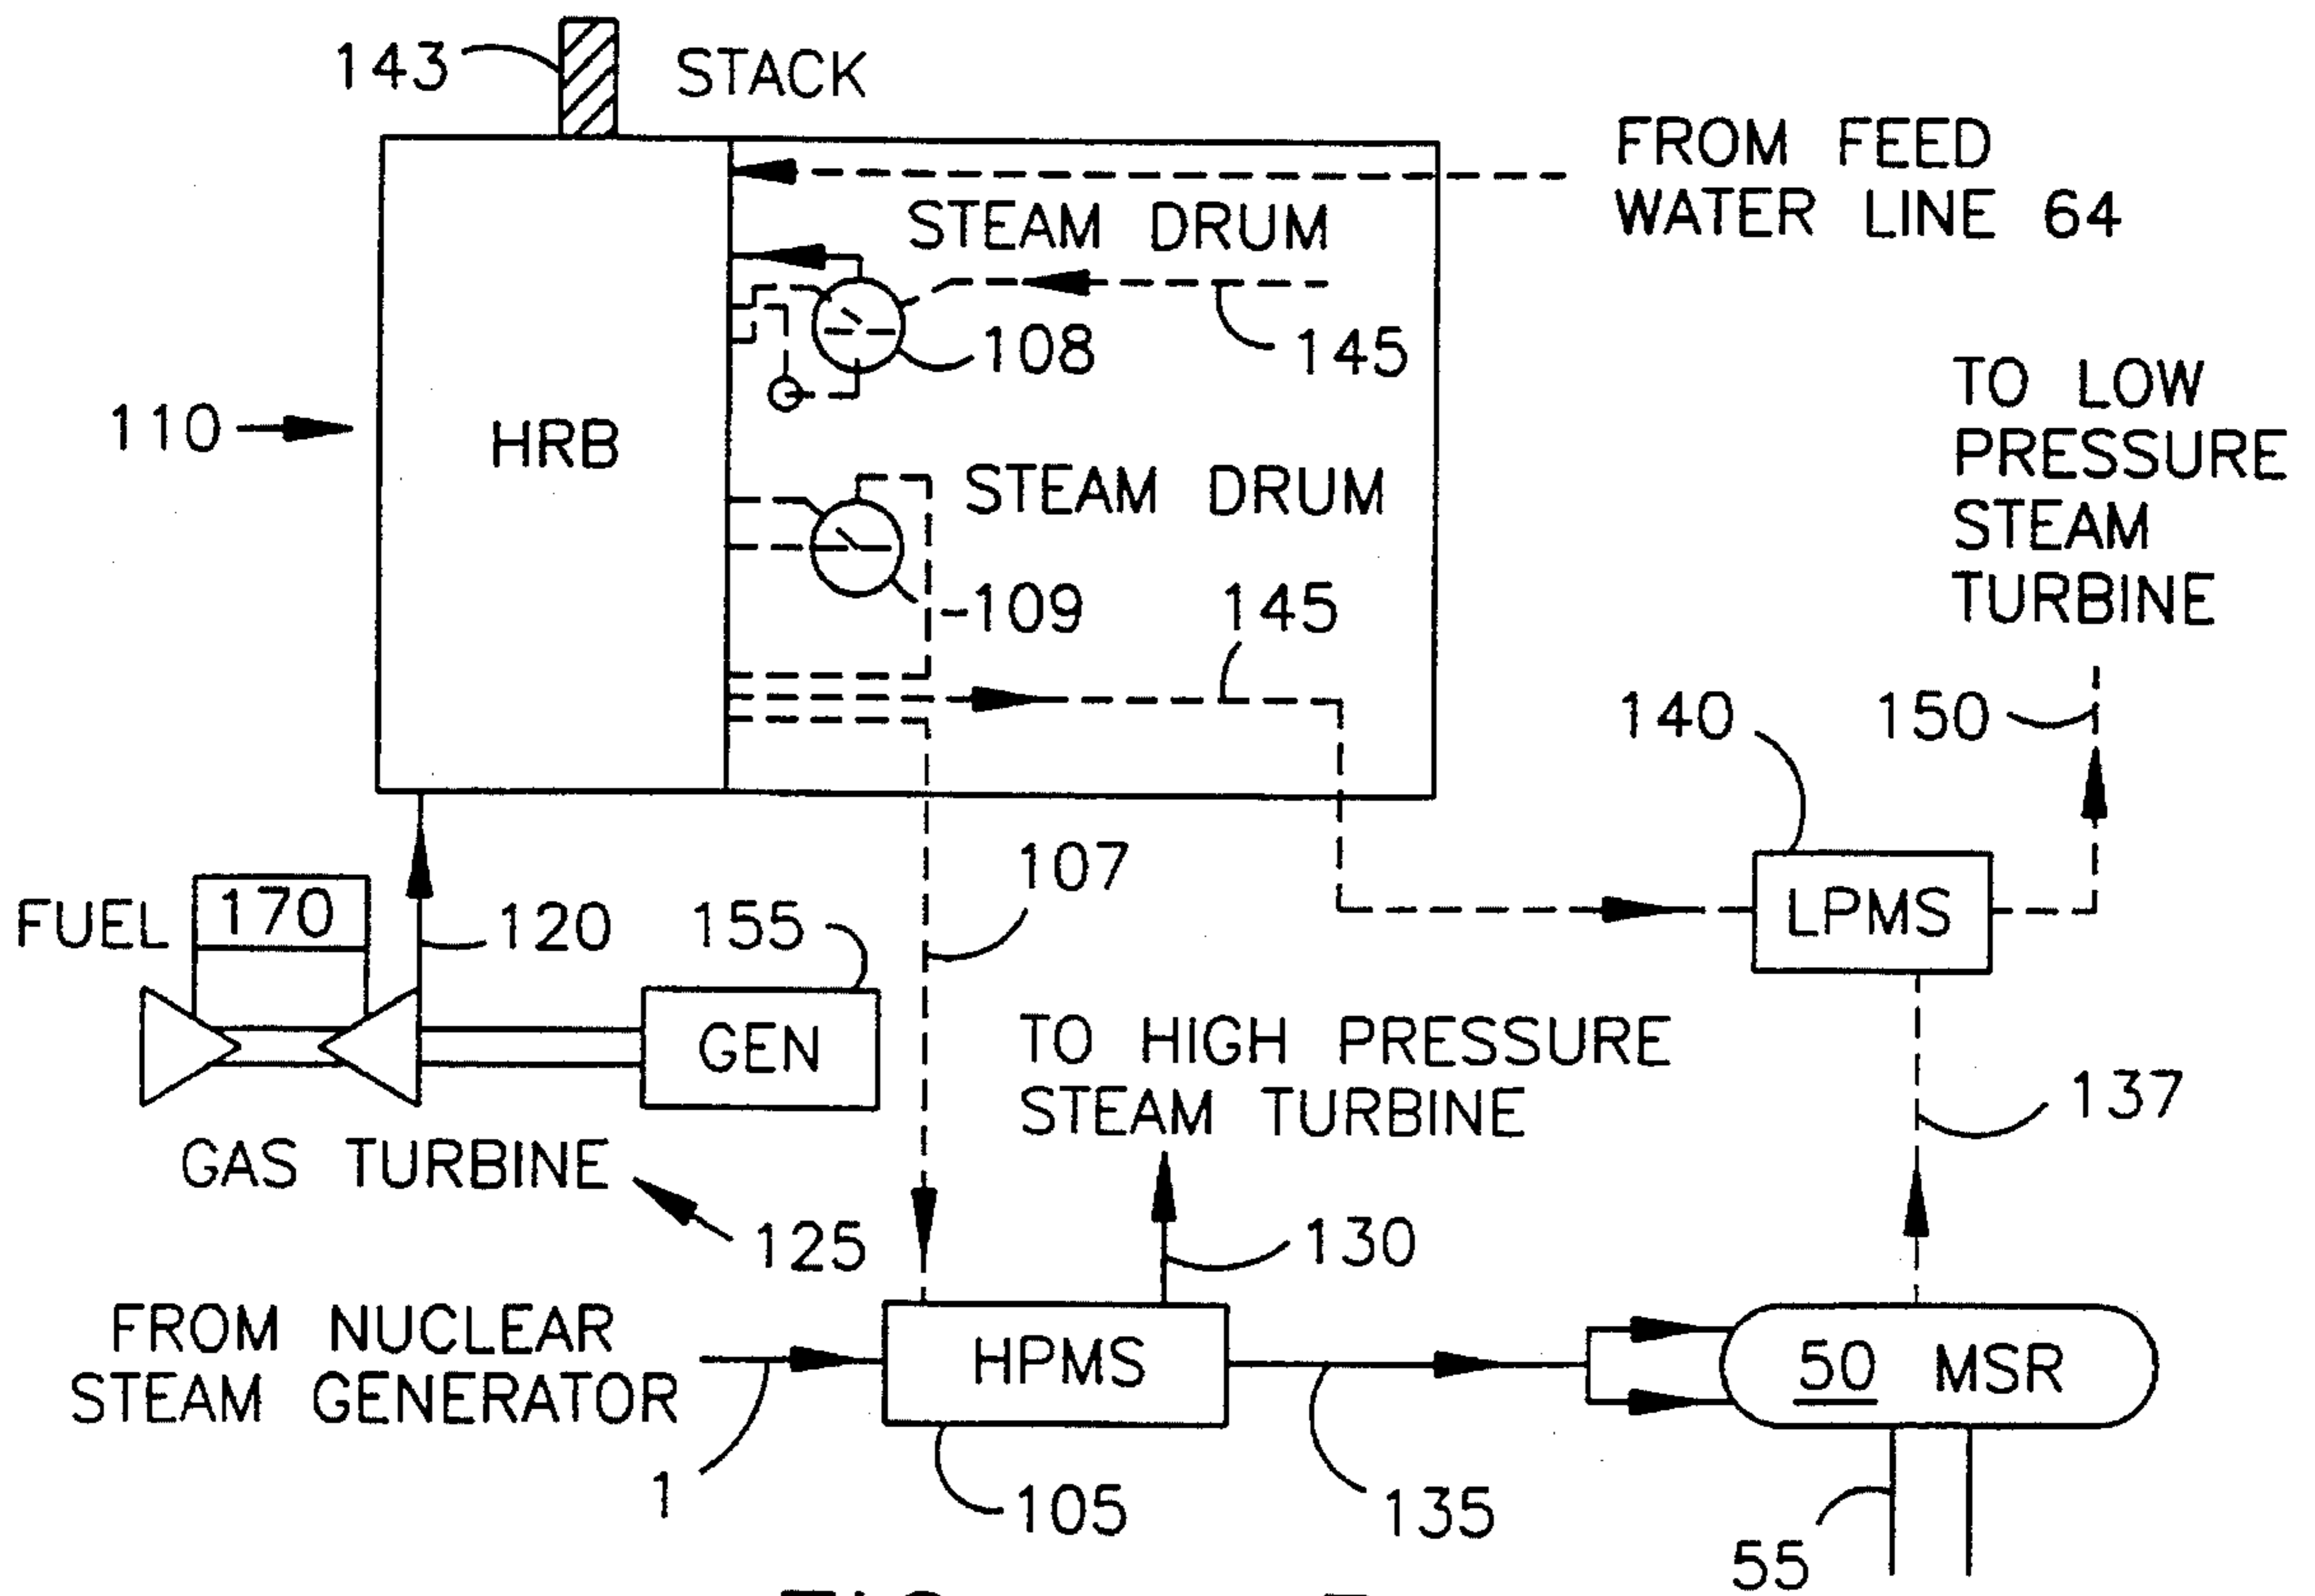 143
STACK
FROM FEED
WATER LINE 64
STEAM DRUM
108
145
110
HRB
TO LOW
PRESSURE
STEAM
TURBINE
STEAM DRUM
109
145
140
150
107
FUEL
170
120
155
LPMS
GEN
TO HIGH PRESSURE
STEAM TURBINE
137
GAS TURBINE
125
130
FROM NUCLEAR
STEAM GENERATOR
HPMS
50 MSR
1
105
135
55